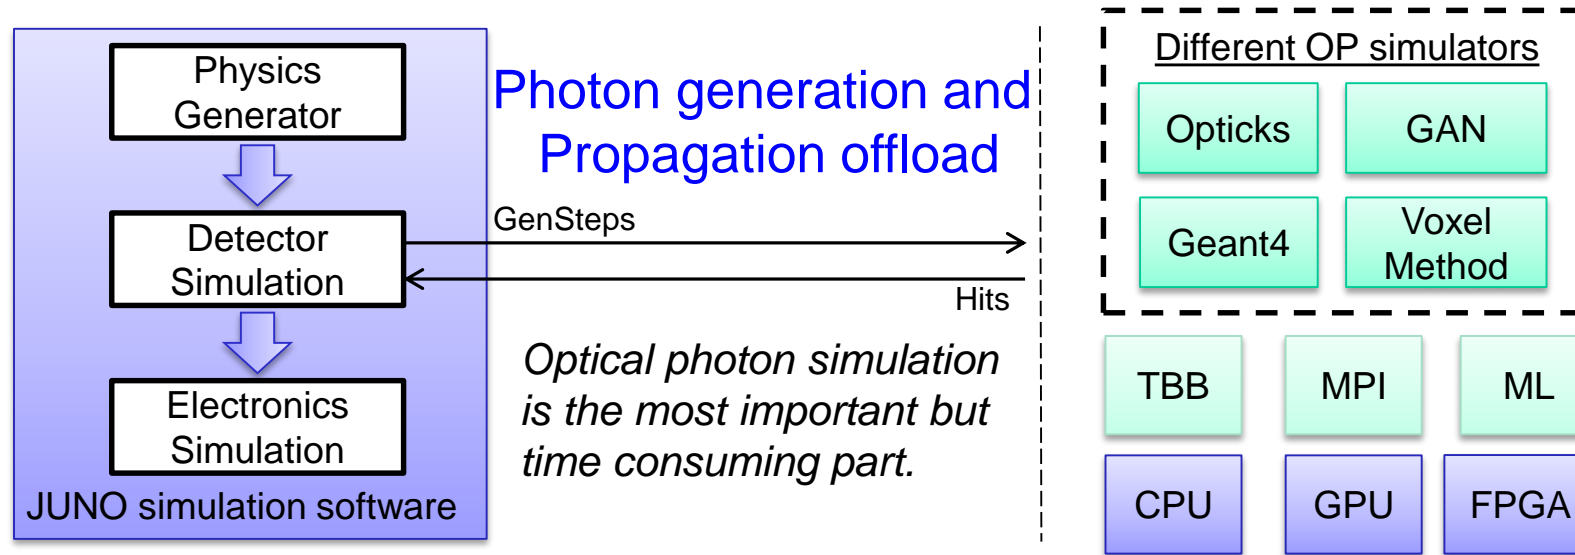 Physics
Generator
Detector
Simulation
Electronics
Simulation
JUNO simulation software
Photon generation and
Propagation offload
GenSteps
Hits
Optical photon simulation
is the most important but
time consuming part.
Different OP simulators
Opticks
GAN
Geant4
Voxel
Method
TBB
MPI
ML
CPU
GPU
FPGA